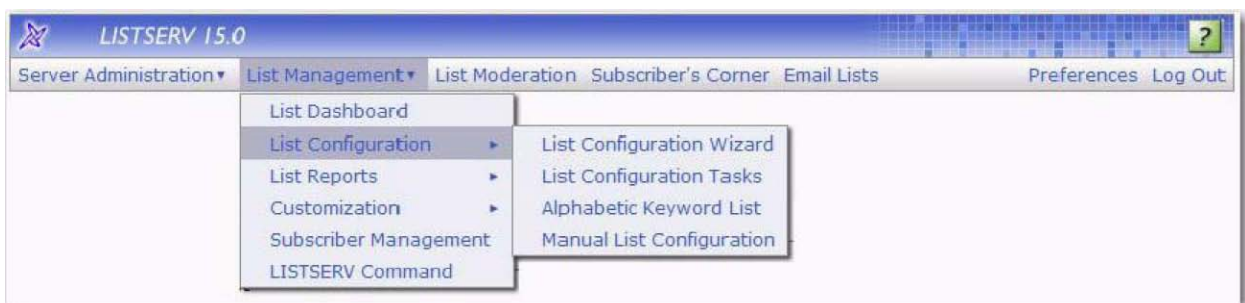 LISTSERV 15.0
?
Server Administration▾ List Management▾ List Moderation Subscriber's Corner Email Lists Preferences Log Out
List Dashboard
List Configuration ▸
List Configuration Wizard
List Reports ▸
List Configuration Tasks
Customization ▸
Alphabetic Keyword List
Subscriber Management
Manual List Configuration
LISTSERV Command